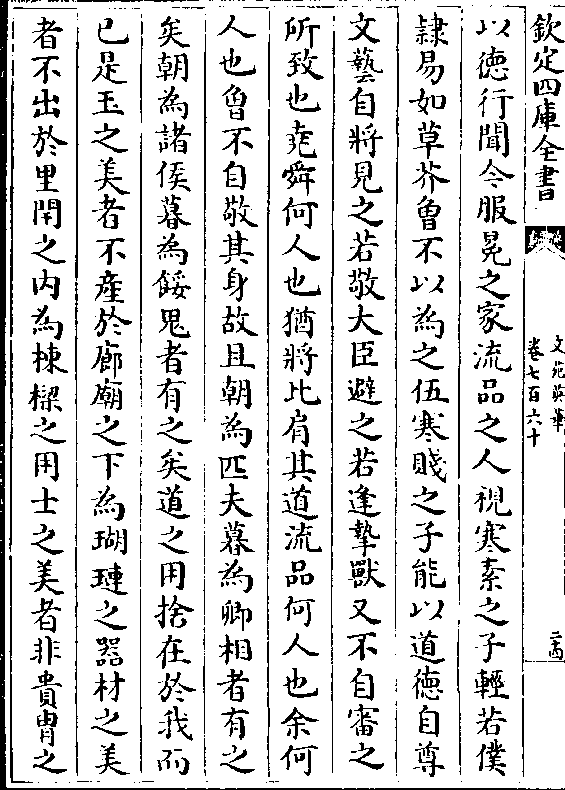 欽定四庫全書
文苑英華
卷七百六十
以德行聞今服冕之家流品之人視寒素之子輕若僕
隷易如草芥曾不以為之伍寒賤之子能以道德自尊
文藝自將見之若敬大臣避之若逢摯獸又不自審之
所致也堯舜何人也猶將比肩其道流品何人也余何
人也曾不自敬其身故且朝為匹夫暮為卿相者有之
矣朝為諸侯暮為餒鬼者有之矣道之用捨在於我而
已是玉之美者不產於廊廟之下為瑚璉之器材之美
者不出於里閈之内為棟樑之用士之美者非貴胄之